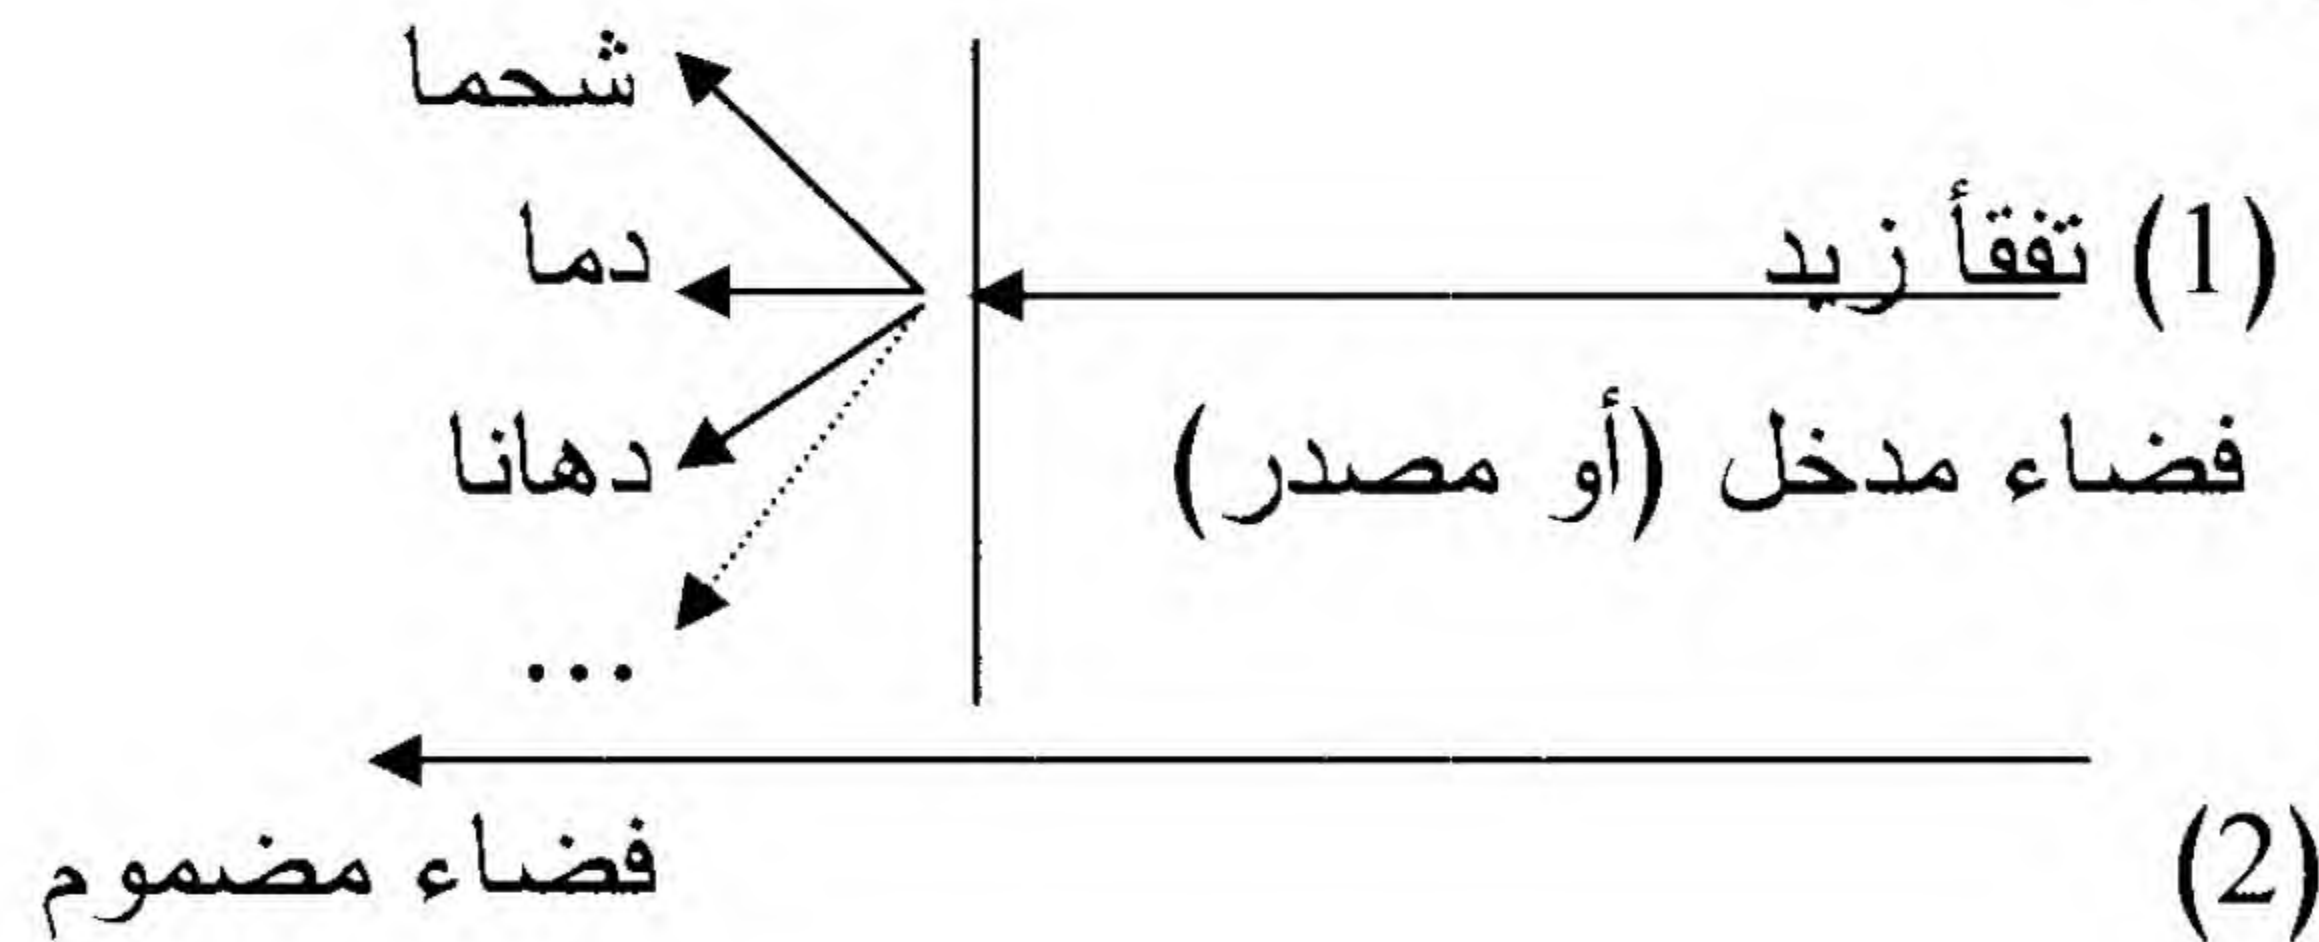 شحما
(1) تفقأ زيد
دما
فضاء مدخل (أو مصدر)
دهانا
...
(2)
فضاء مضموم